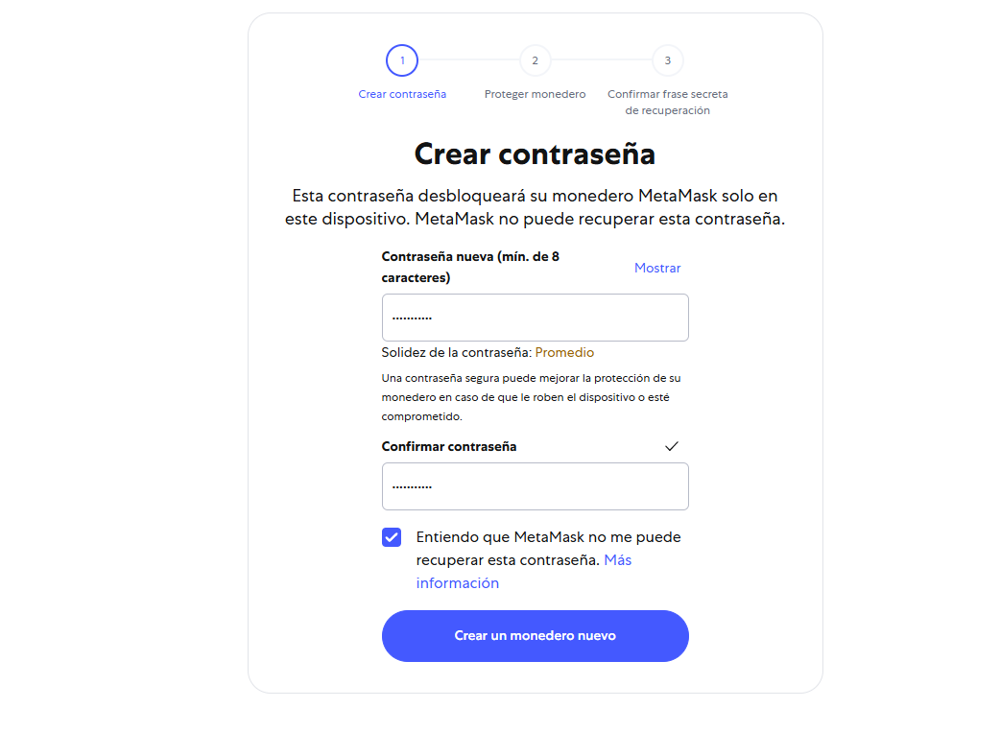 1
2
3
Crear contraseña
Proteger monedero
Confirmar frase secreta
de recuperación
Crear contraseña
Esta contraseña desbloqueará su monedero MetaMask solo en
este dispositivo. MetaMask no puede recuperar esta contraseña.
Contraseña nueva (mín. de 8
caracteres)
Mostrar
•••••••••••
Solidez de la contraseña: Promedio
Una contraseña segura puede mejorar la protección de su
monedero en caso de que le roben el dispositivo o esté
comprometido.
Confirmar contraseña
•••••••••••
Entiendo que MetaMask no me puede
recuperar esta contraseña. Más
información
Crear un monedero nuevo